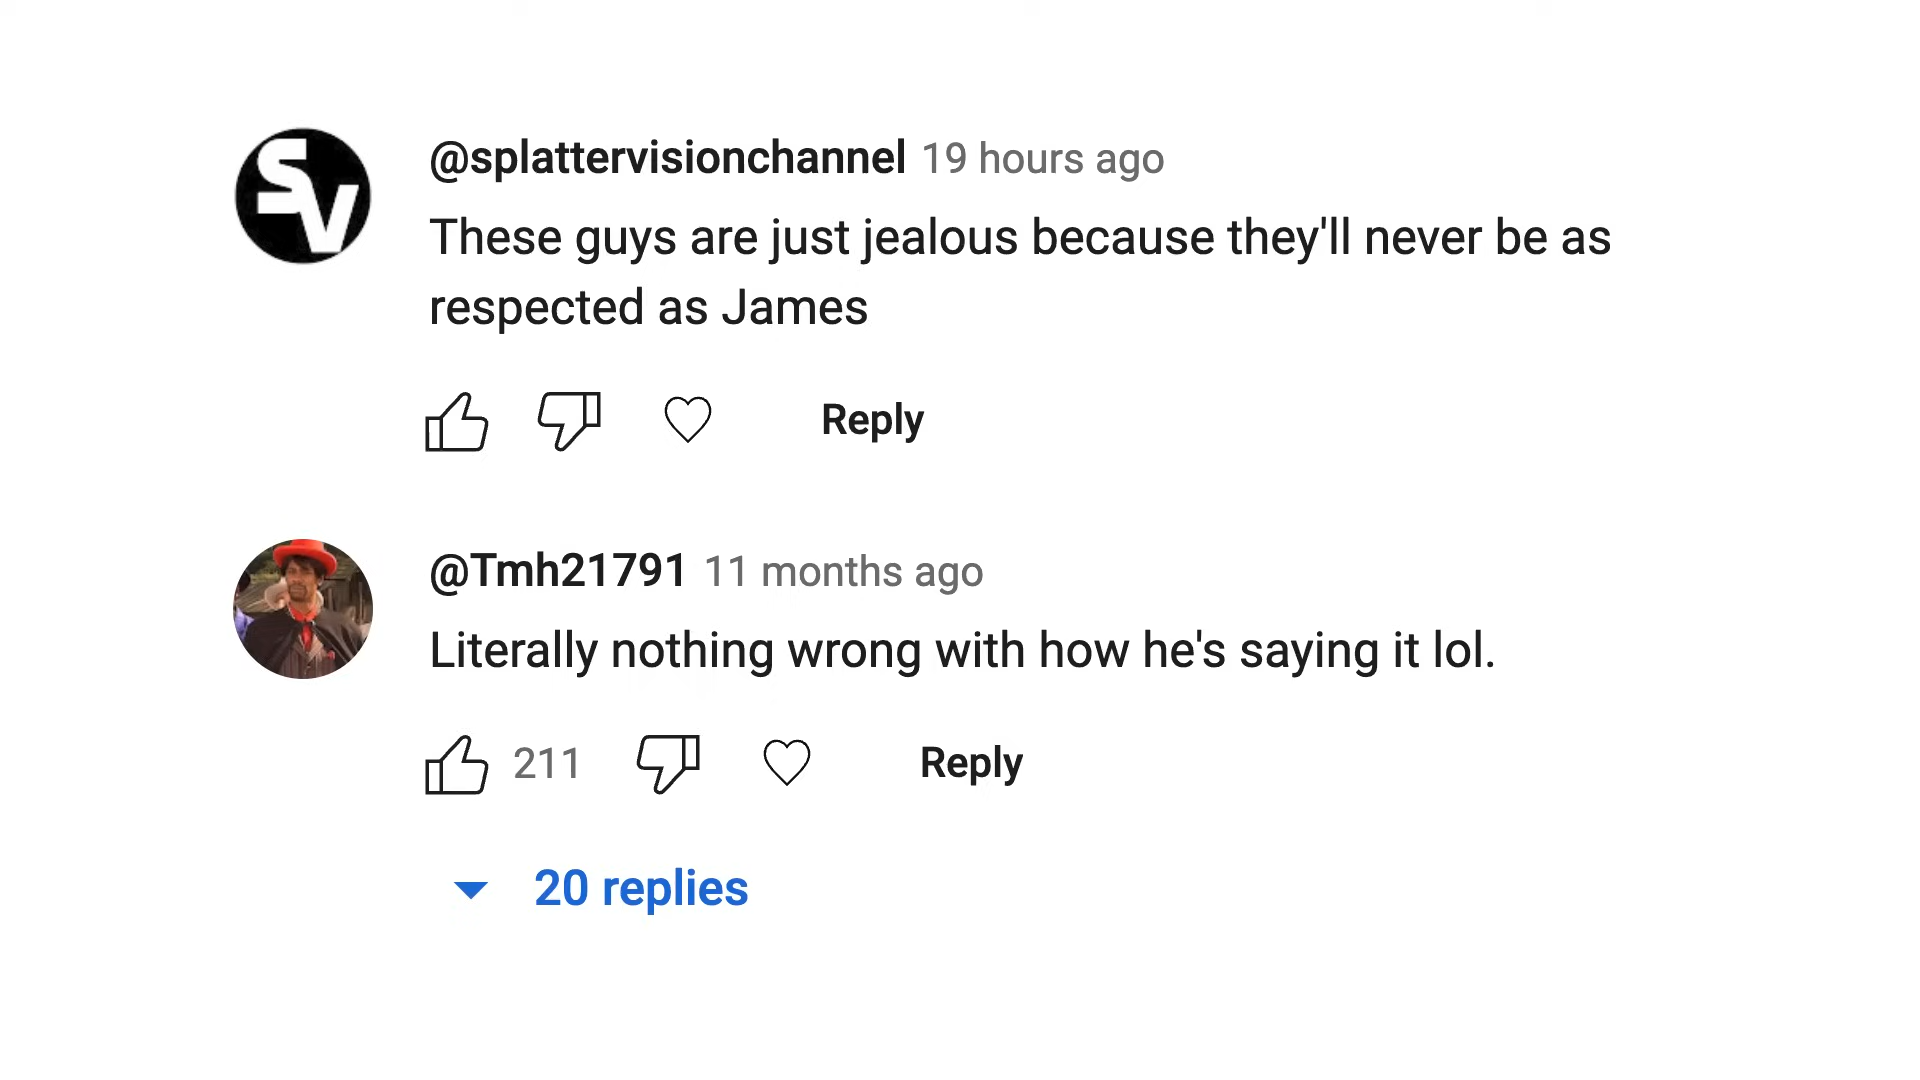 SV
@splattervisionchannel 19 hours ago
These guys are just jealous because they'll never be as
respected as James
Reply
@Tmh21791 11 months ago
Literally nothing wrong with how he's saying it lol.
211 Reply
20 replies